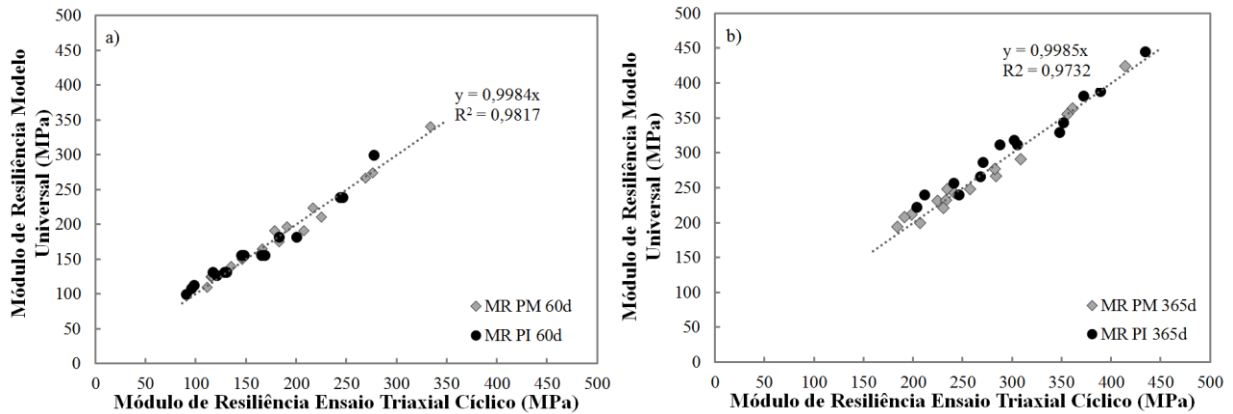 a)
y = 0,9984x
R² = 0,9817
500
450
400
350
300
250
200
150
100
50
0
Módulo de Resiliência Modelo
Universal (MPa)
MR PM 60d
MR PI 60d
0 50 100 150 200 250 300 350 400 450 500
Módulo de Resiliência Ensaio Triaxial Cíclico (MPa)
b)
y = 0,9985x
R2 = 0,9732
500
450
400
350
300
250
200
150
100
50
0
Módulo de Resiliência Modelo
Universal (MPa)
MR PM 365d
MR PI 365d
0 50 100 150 200 250 300 350 400 450 500
Módulo de Resiliência Ensaio Triaxial Cíclico (MPa)